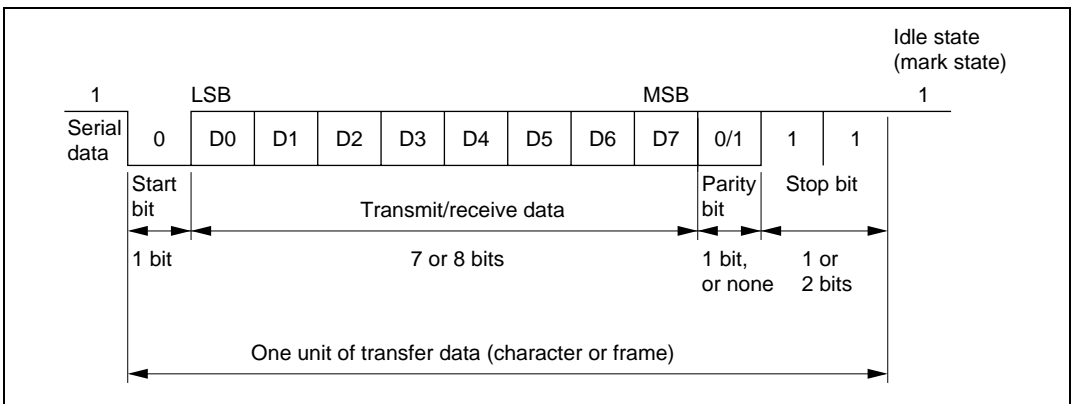 Idle state
(mark state)
1 LSB MSB 1
Serial
data
0 D0 D1 D2 D3 D4 D5 D6 D7 0/1 1 1
Start
bit
Transmit/receive data
Parity
bit
Stop bit
1 bit
7 or 8 bits
1 bit,
or none
1 or
2 bits
One unit of transfer data (character or frame)